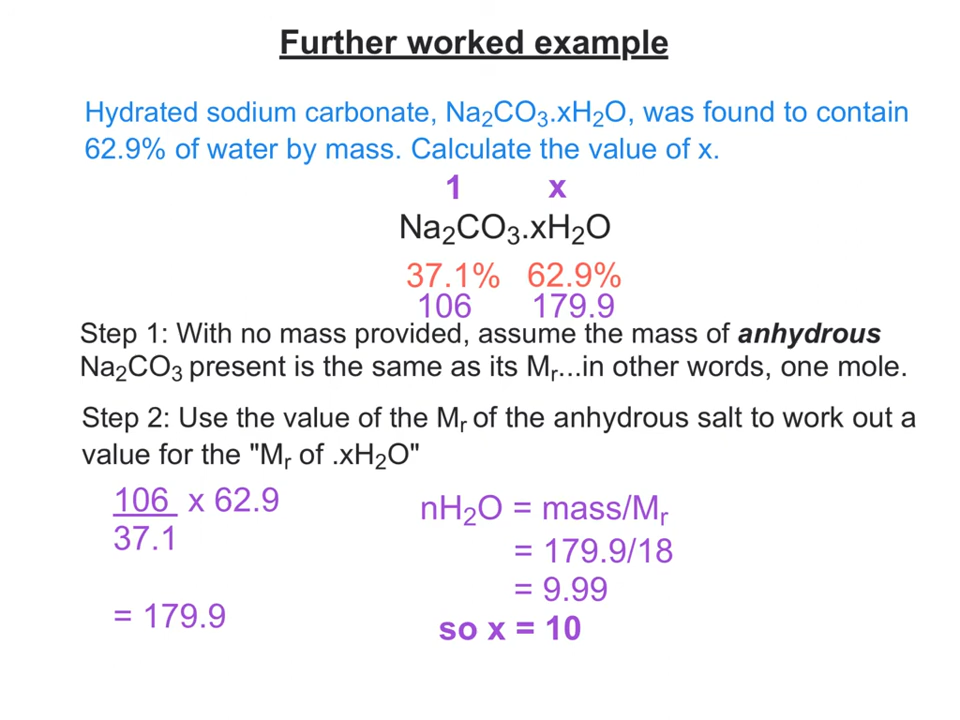 Further worked example
Hydrated sodium carbonate, Na₂CO₃.xH₂O, was found to contain
62.9% of water by mass. Calculate the value of x.
1 x
Na₂CO₃.xH₂O
37.1% 62.9%
106 179.9
Step 1: With no mass provided, assume the mass of anhydrous
Na₂CO₃ present is the same as its Mᵣ...in other words, one mole.
Step 2: Use the value of the Mᵣ of the anhydrous salt to work out a
value for the "Mᵣ of .xH₂O"
106 x 62.9
37.1
= 179.9
nH₂O = mass/Mᵣ
= 179.9/18
= 9.99
so x = 10